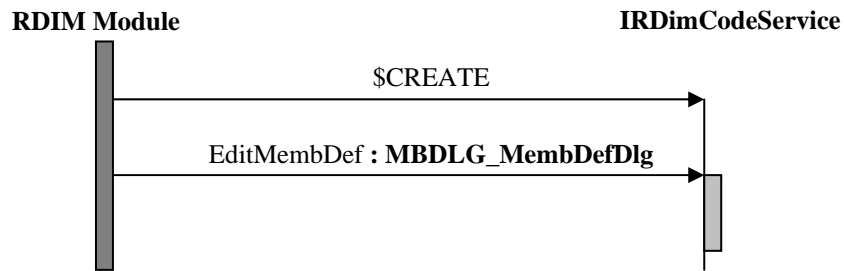 RDIM Module
IRDimCodeService
$CREATE
EditMembDef : MBDLG_MembDefDlg